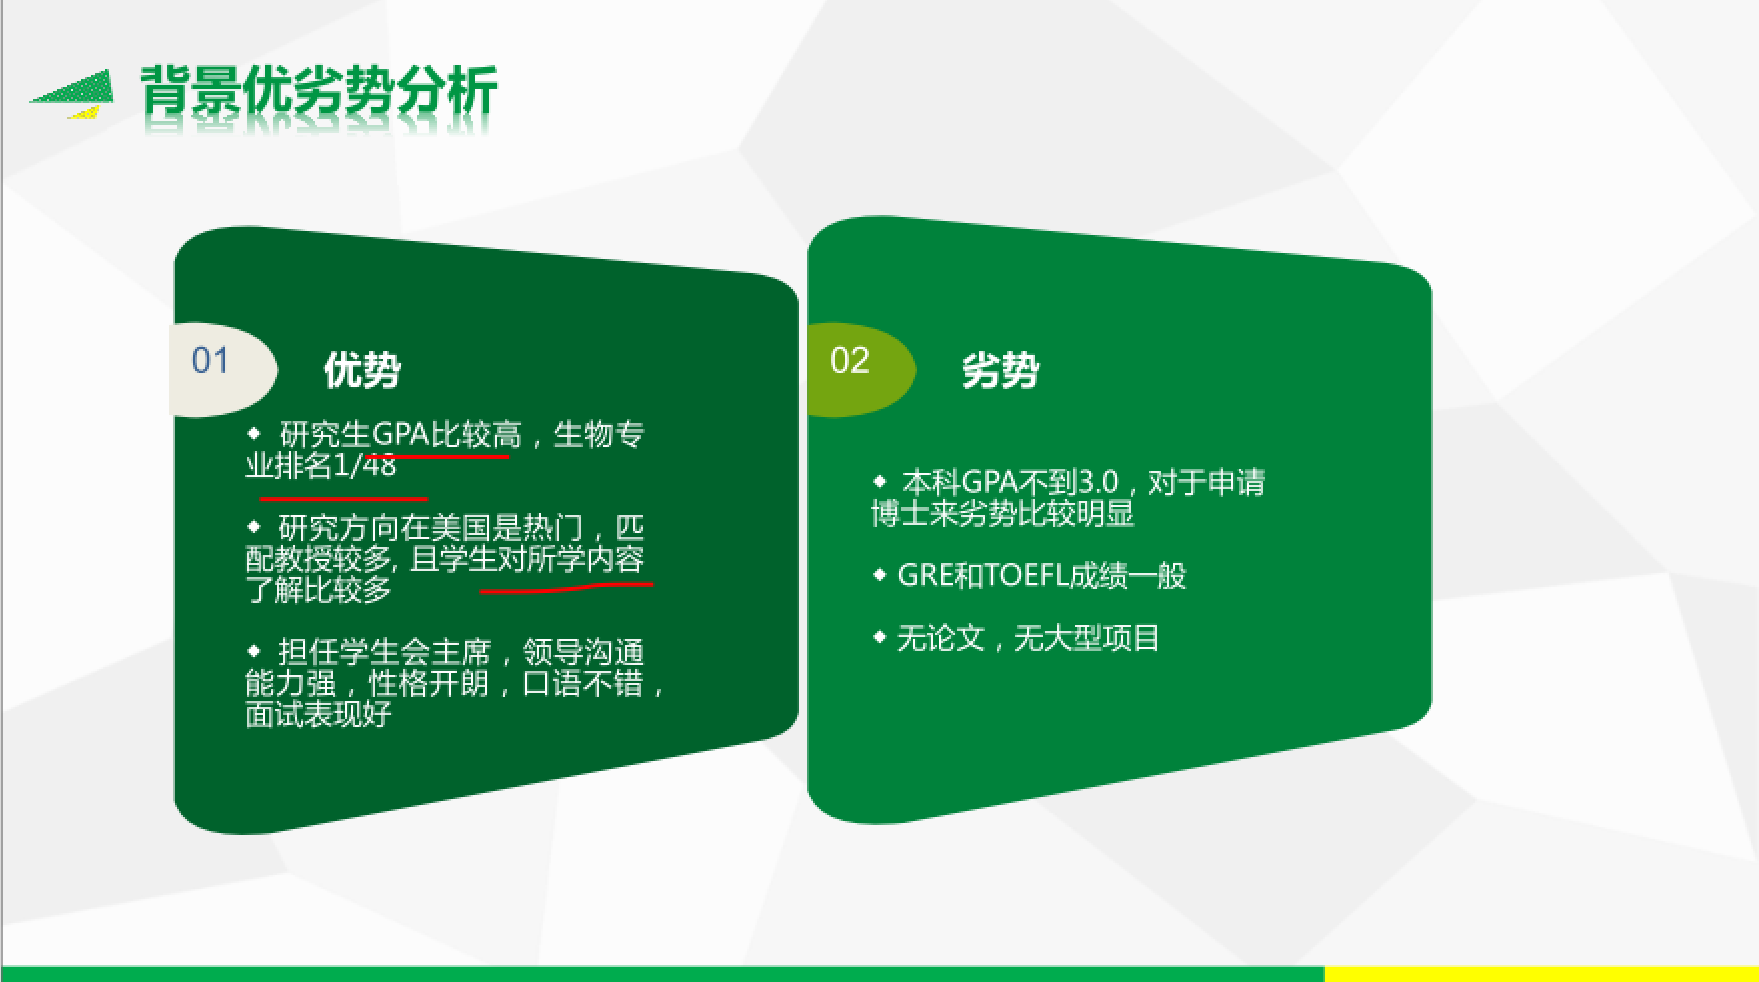 背景优劣势分析
01
优势
◆ 研究生GPA比较高，生物专
业排名1/48
◆ 研究方向在美国是热门，匹
配教授较多, 且学生对所学内容
了解比较多
◆ 担任学生会主席，领导沟通
能力强，性格开朗，口语不错，
面试表现好
02
劣势
◆ 本科GPA不到3.0，对于申请
博士来劣势比较明显
◆ GRE和TOEFL成绩一般
◆ 无论文，无大型项目